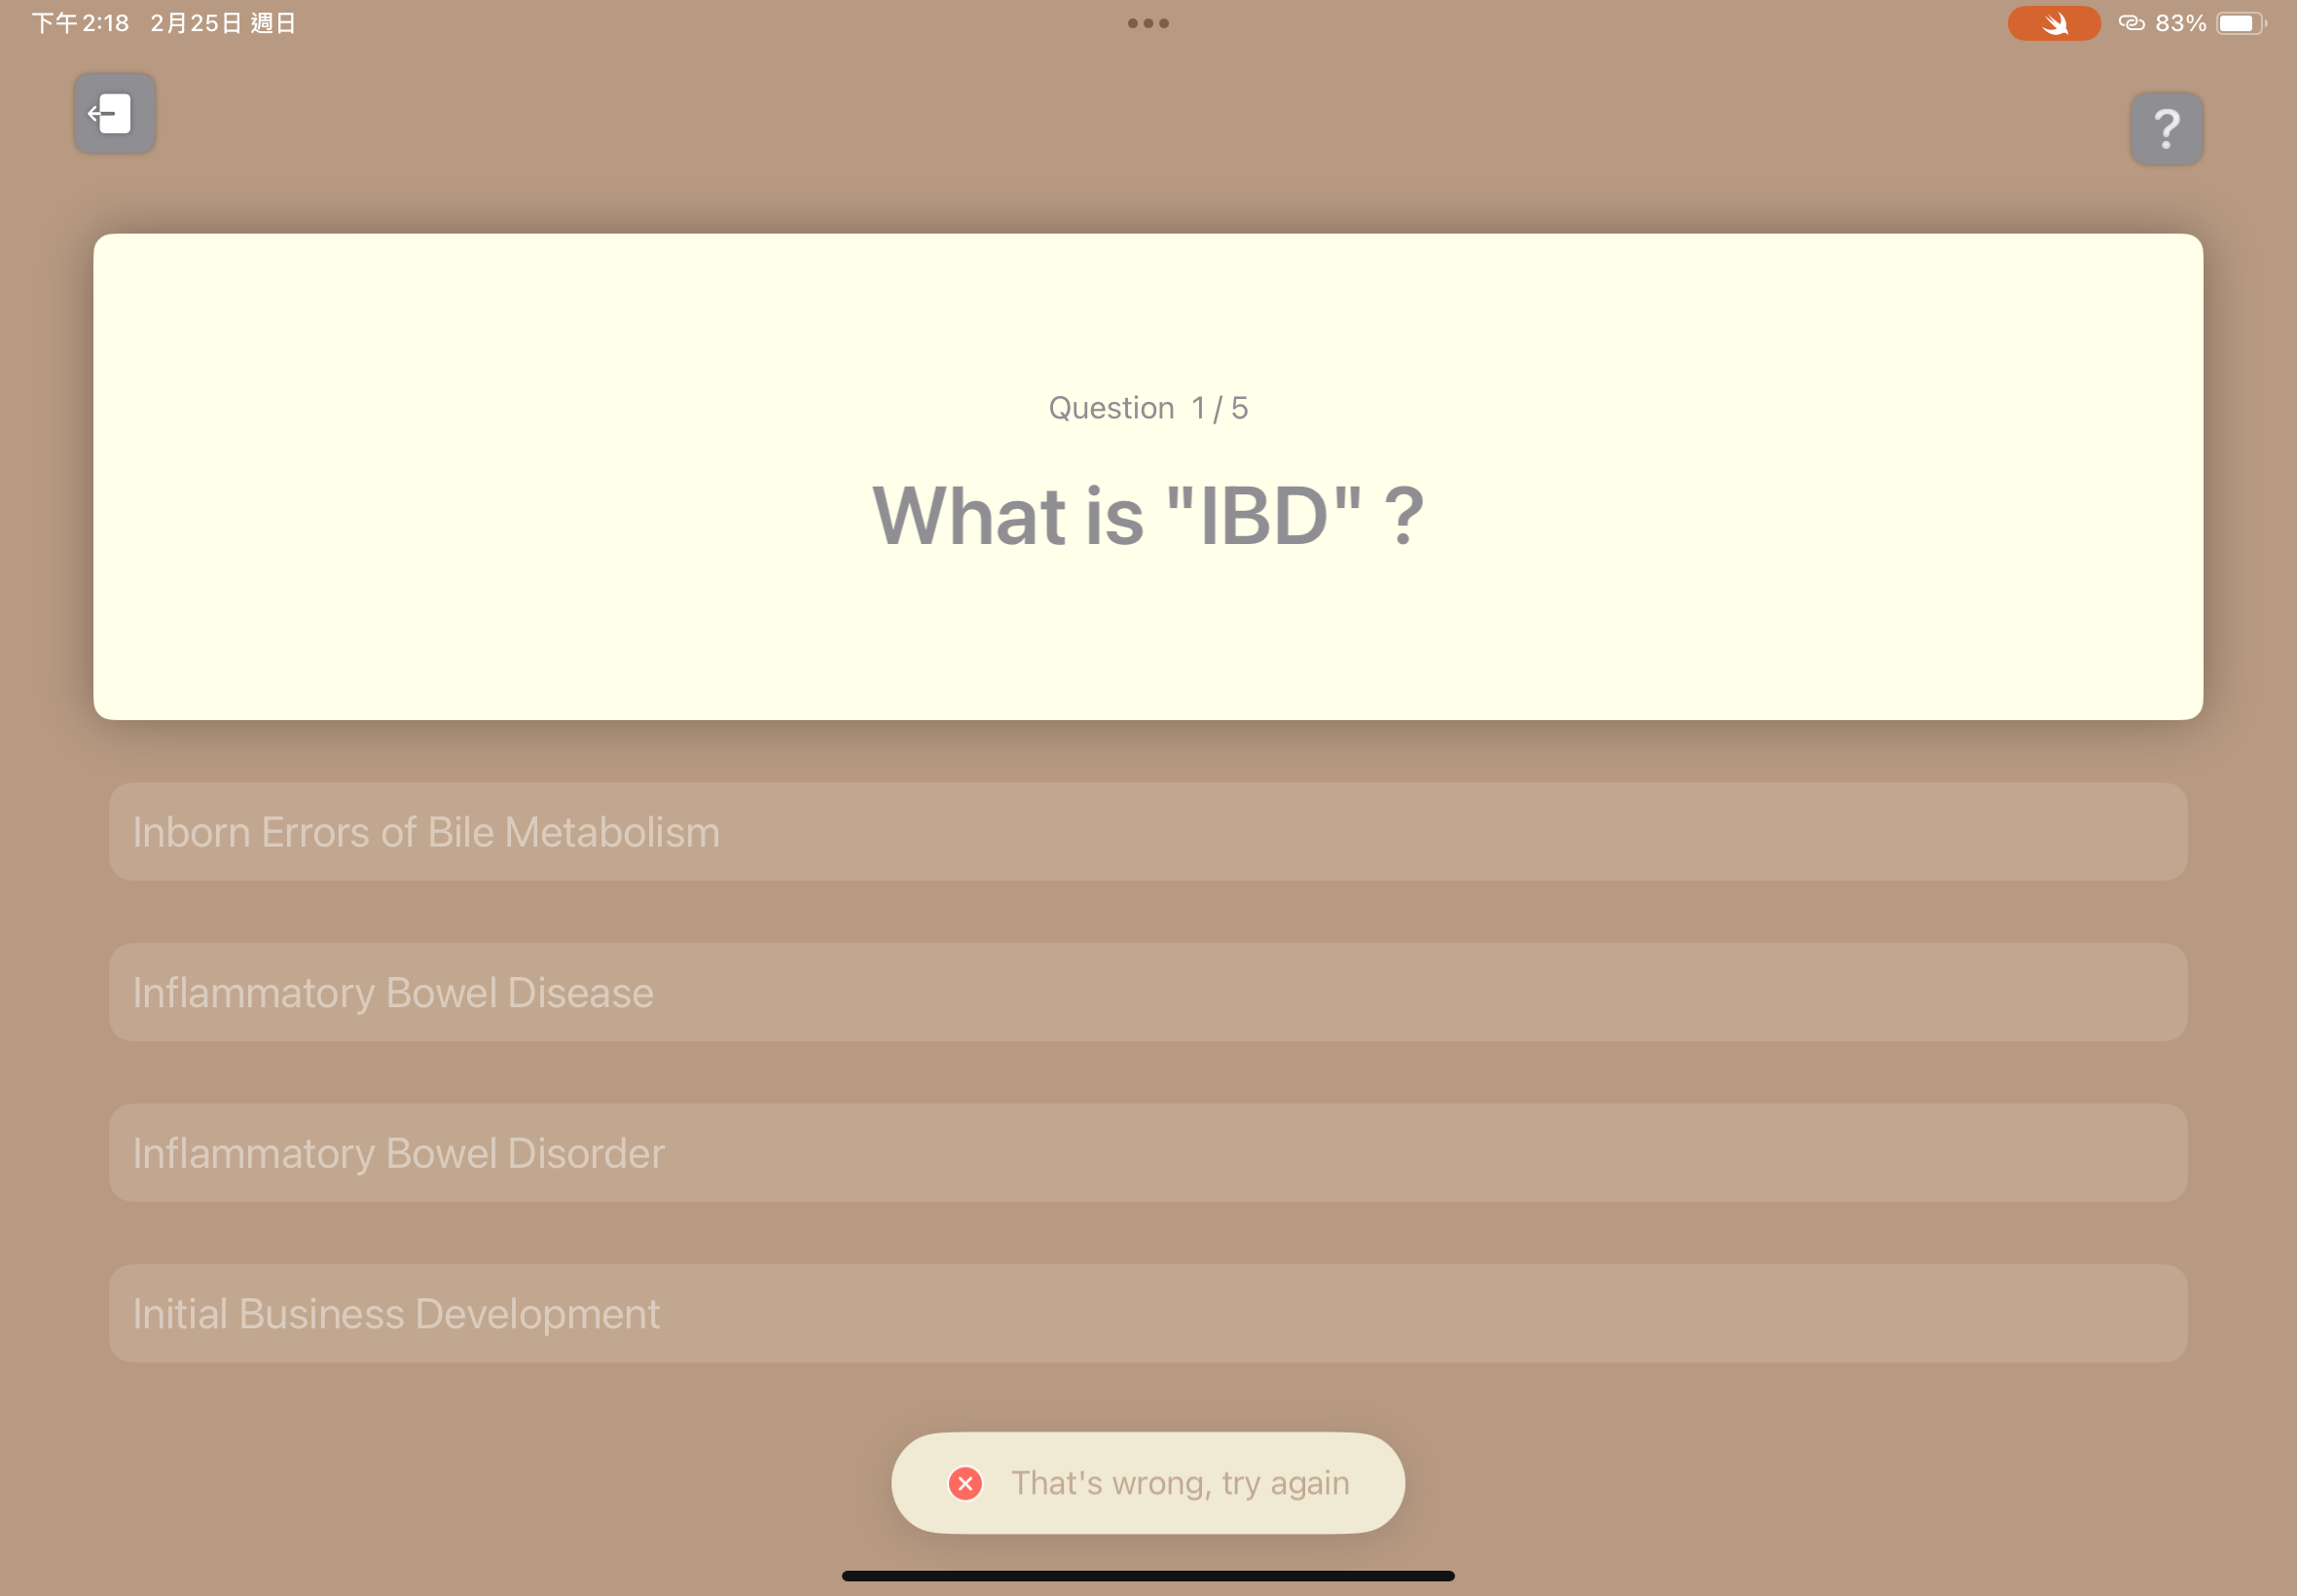 下午2:18 2月25日 週日
83%
?
Question 1 / 5
What is "IBD" ?
Inborn Errors of Bile Metabolism
Inflammatory Bowel Disease
Inflammatory Bowel Disorder
Initial Business Development
That's wrong, try again